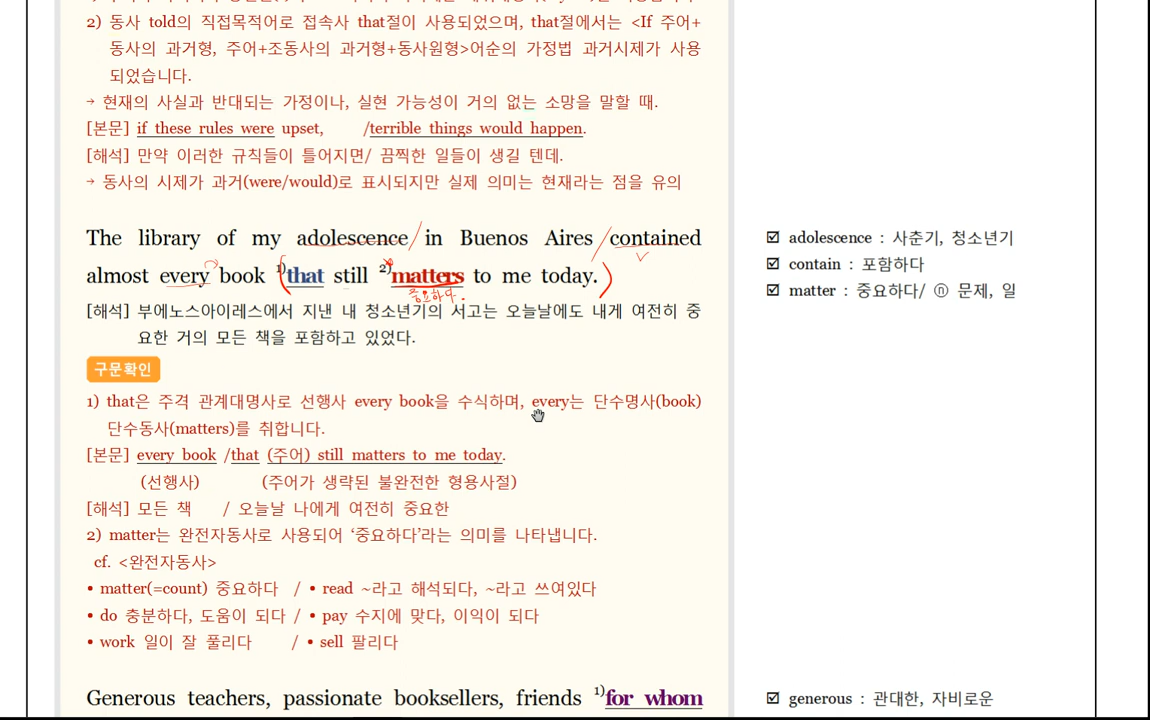 2) 동사 told의 직접목적어로 접속사 that절이 사용되었으며, that절에서는 <If 주어+
동사의 과거형, 주어+조동사의 과거형+동사원형>어순의 가정법 과거시제가 사용
되었습니다.
→ 현재의 사실과 반대되는 가정이나, 실현 가능성이 거의 없는 소망을 말할 때.
[본문] if these rules were upset, /terrible things would happen.
[해석] 만약 이러한 규칙들이 틀어지면/ 끔찍한 일들이 생길 텐데.
→ 동사의 시제가 과거(were/would)로 표시되지만 실제 의미는 현재라는 점을 유의
The library of my adolescence in Buenos Aires contained
almost every book 1)that still 2)matters to me today.
중요하다.
[해석] 부에노스아이레스에서 지낸 내 청소년기의 서고는 오늘날에도 내게 여전히 중
요한 거의 모든 책을 포함하고 있었다.
구문확인
1) that은 주격 관계대명사로 선행사 every book을 수식하며, every는 단수명사(book)
단수동사(matters)를 취합니다.
[본문] every book /that (주어) still matters to me today.
(선행사) (주어가 생략된 불완전한 형용사절)
[해석] 모든 책 / 오늘날 나에게 여전히 중요한
2) matter는 완전자동사로 사용되어 '중요하다'라는 의미를 나타냅니다.
cf. <완전자동사>
• matter(=count) 중요하다 / • read ~라고 해석되다, ~라고 쓰여있다
• do 충분하다, 도움이 되다 / • pay 수지에 맞다, 이익이 되다
• work 일이 잘 풀리다 / • sell 팔리다
Generous teachers, passionate booksellers, friends 1)for whom
☑ adolescence : 사춘기, 청소년기
☑ contain : 포함하다
☑ matter : 중요하다/ ⓝ 문제, 일
☑ generous : 관대한, 자비로운